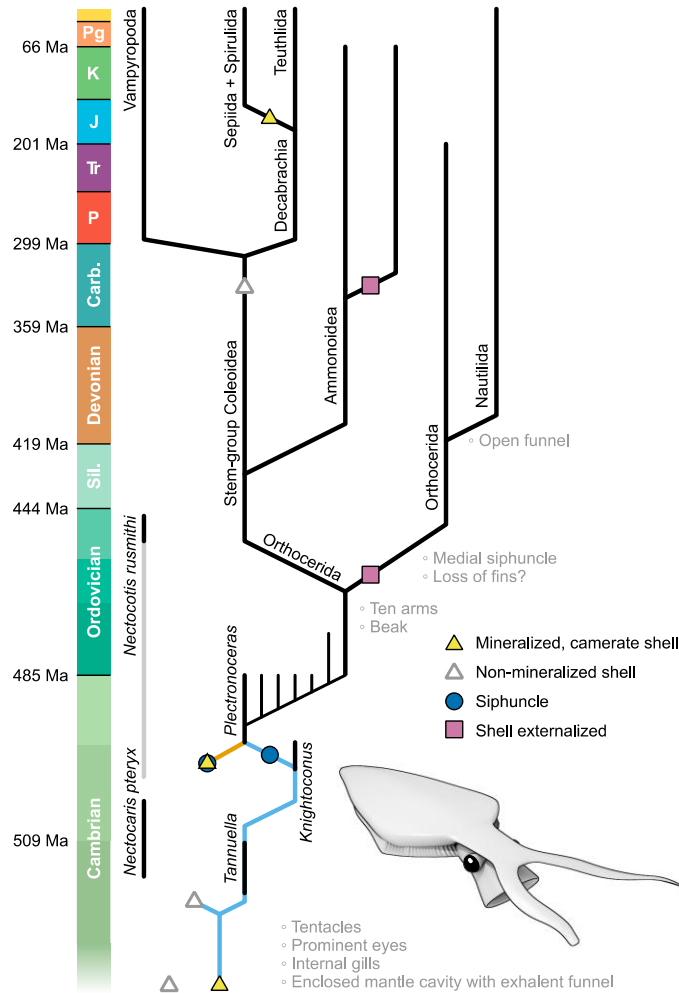 Pg
66 Ma
K
J
201 Ma
Tr
P
299 Ma
Carb.
359 Ma
Devonian
419 Ma
Sil.
444 Ma
Ordovician
485 Ma
Cambrian
509 Ma
Vampyropoda
Sepiida + Spirulida
Teuthlida
Decabrachia
Stem-group Coleoidea
Ammonoidea
Orthocerida
Nautilida
◦ Open funnel
Orthocerida
◦ Medial siphuncle
◦ Loss of fins?
◦ Ten arms
◦ Beak
Nectocotis rusmithi
Nectocaris pteryx
Plectronoceras
Knightoconus
Tannuella
Mineralized, camerate shell
Non-mineralized shell
Siphuncle
Shell externalized
◦ Tentacles
◦ Prominent eyes
◦ Internal gills
◦ Enclosed mantle cavity with exhalent funnel